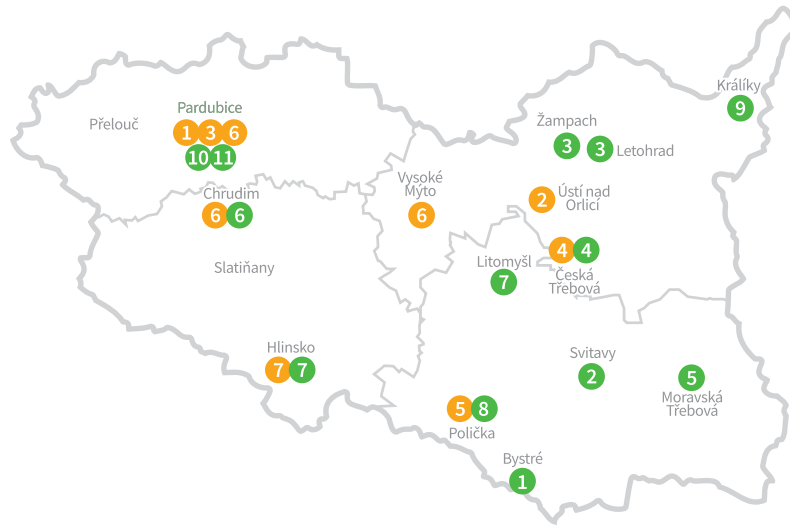 Králíky
9
Pardubice
Přelouč
1 3 6
10 11
Žampach
3 3 Letohrad
Chrudim
6 6
Vysoké
Mýto
6
2 Ústí nad
Orlicí
4 4
Česká
Třebová
Litomyšl
7
Slatiňany
Hlinsko
7 7
Svitavy
2
5
Moravská
Třebová
5 8
Polička
Bystré
1